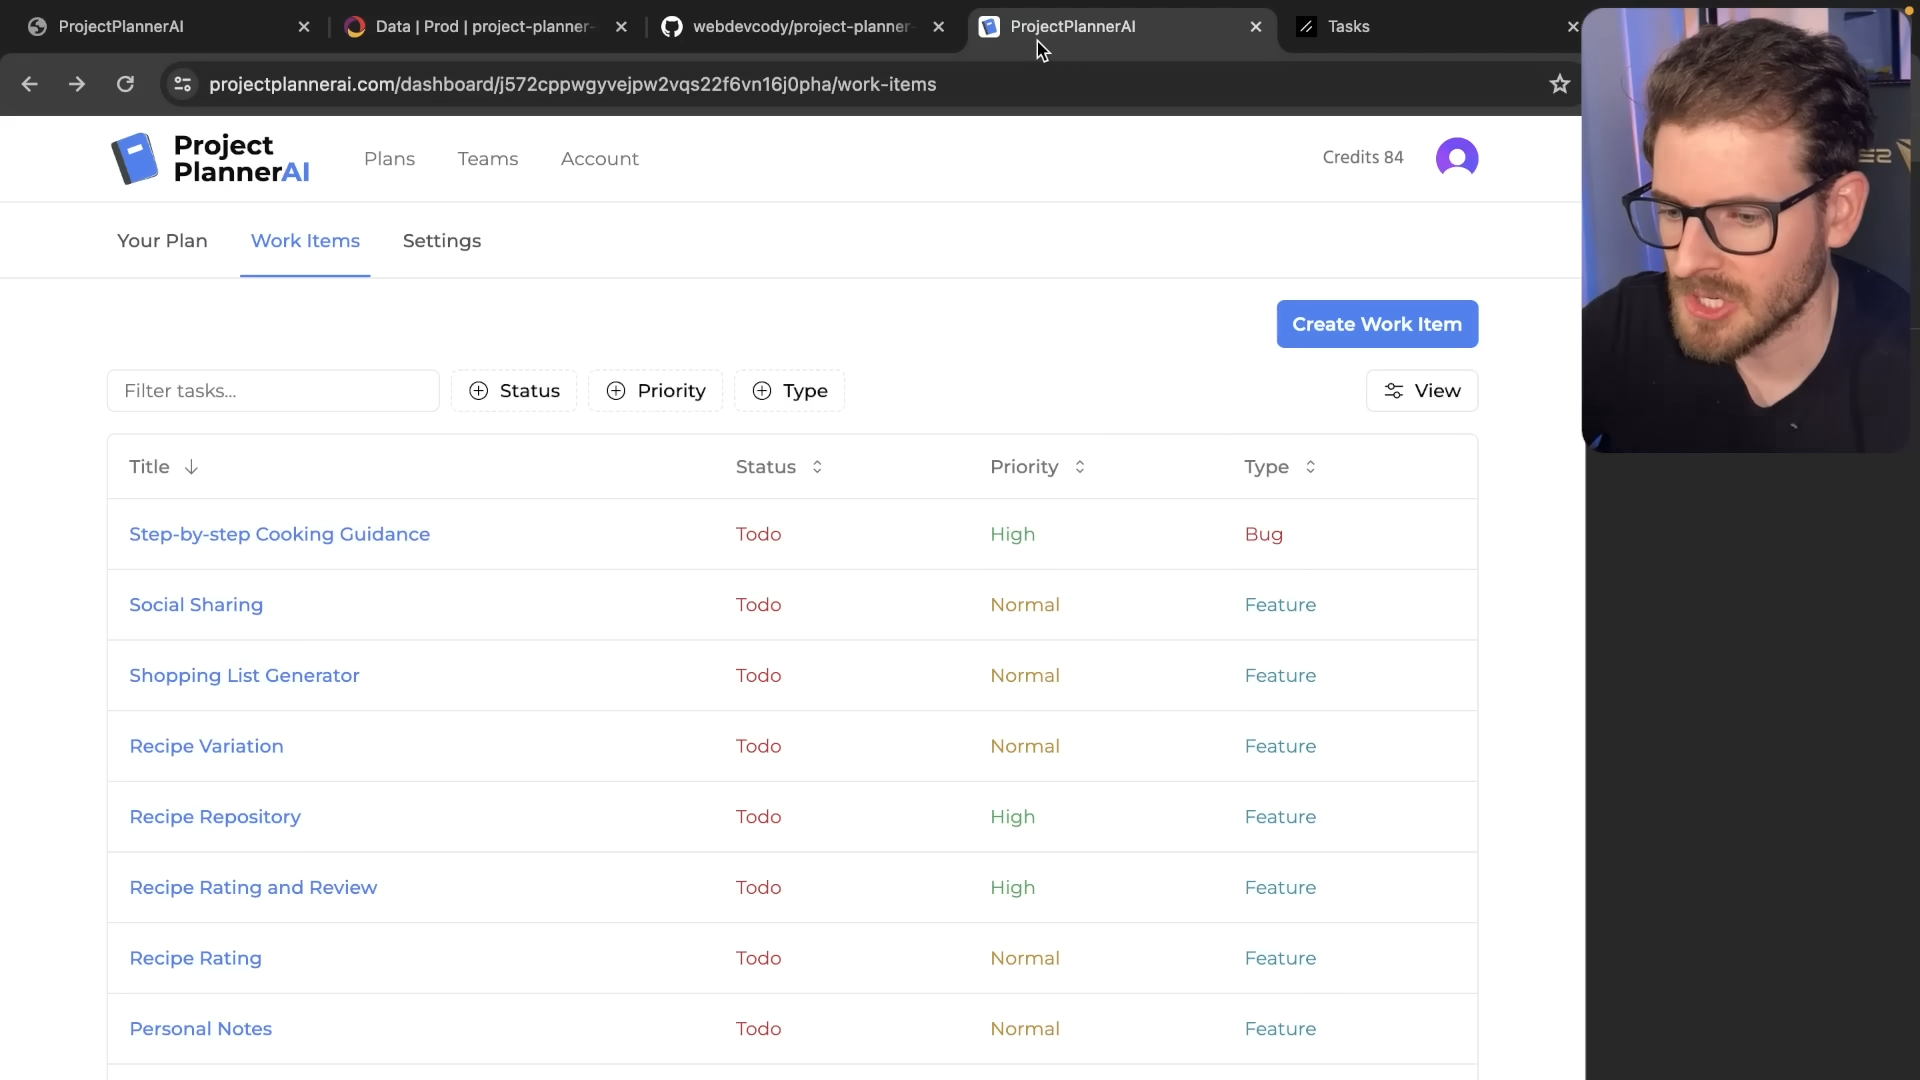 ProjectPlannerAI
Data | Prod | project-planner-
webdevcody/project-planner-
ProjectPlannerAI
Tasks
projectplannerai.com/dashboard/j572cppwgyvejpw2vqs22f6vn16j0pha/work-items
Project
PlannerAI
Plans
Teams
Account
Credits 84
Your Plan
Work Items
Settings
Create Work Item
Filter tasks...
Status
Priority
Type
View
Title
Status
Priority
Type
Step-by-step Cooking Guidance
Todo
High
Bug
Social Sharing
Todo
Normal
Feature
Shopping List Generator
Todo
Normal
Feature
Recipe Variation
Todo
Normal
Feature
Recipe Repository
Todo
High
Feature
Recipe Rating and Review
Todo
High
Feature
Recipe Rating
Todo
Normal
Feature
Personal Notes
Todo
Normal
Feature